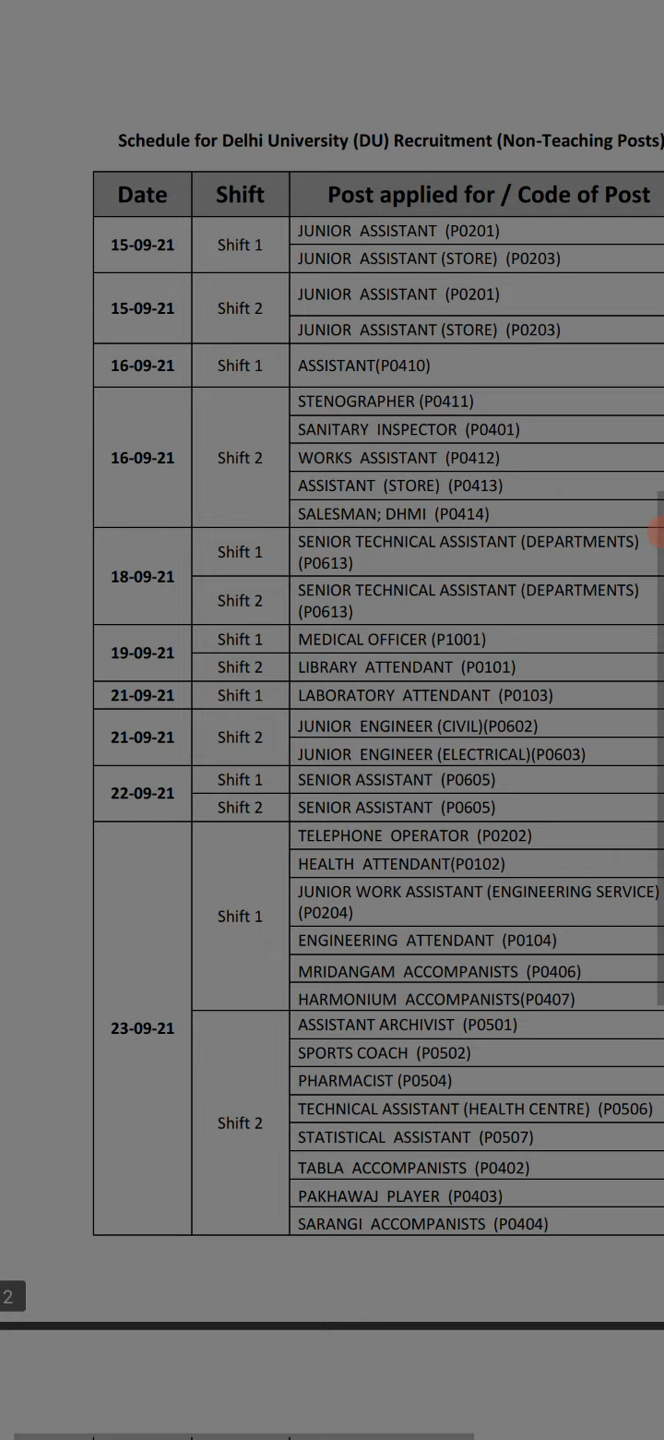 Schedule for Delhi University (DU) Recruitment (Non-Teaching Posts)
Date Shift Post applied for / Code of Post
15-09-21 Shift 1 JUNIOR ASSISTANT (P0201)
JUNIOR ASSISTANT (STORE) (P0203)
15-09-21 Shift 2 JUNIOR ASSISTANT (P0201)
JUNIOR ASSISTANT (STORE) (P0203)
16-09-21 Shift 1 ASSISTANT(P0410)
16-09-21 Shift 2 STENOGRAPHER (P0411)
SANITARY INSPECTOR (P0401)
WORKS ASSISTANT (P0412)
ASSISTANT (STORE) (P0413)
SALESMAN; DHMI (P0414)
18-09-21 Shift 1 SENIOR TECHNICAL ASSISTANT (DEPARTMENTS)
(P0613)
Shift 2 SENIOR TECHNICAL ASSISTANT (DEPARTMENTS)
(P0613)
19-09-21 Shift 1 MEDICAL OFFICER (P1001)
Shift 2 LIBRARY ATTENDANT (P0101)
21-09-21 Shift 1 LABORATORY ATTENDANT (P0103)
21-09-21 Shift 2 JUNIOR ENGINEER (CIVIL)(P0602)
JUNIOR ENGINEER (ELECTRICAL)(P0603)
22-09-21 Shift 1 SENIOR ASSISTANT (P0605)
Shift 2 SENIOR ASSISTANT (P0605)
23-09-21 Shift 1 TELEPHONE OPERATOR (P0202)
HEALTH ATTENDANT(P0102)
JUNIOR WORK ASSISTANT (ENGINEERING SERVICE)
(P0204)
ENGINEERING ATTENDANT (P0104)
MRIDANGAM ACCOMPANISTS (P0406)
HARMONIUM ACCOMPANISTS(P0407)
Shift 2 ASSISTANT ARCHIVIST (P0501)
SPORTS COACH (P0502)
PHARMACIST (P0504)
TECHNICAL ASSISTANT (HEALTH CENTRE) (P0506)
STATISTICAL ASSISTANT (P0507)
TABLA ACCOMPANISTS (P0402)
PAKHAWAJ PLAYER (P0403)
SARANGI ACCOMPANISTS (P0404)
2